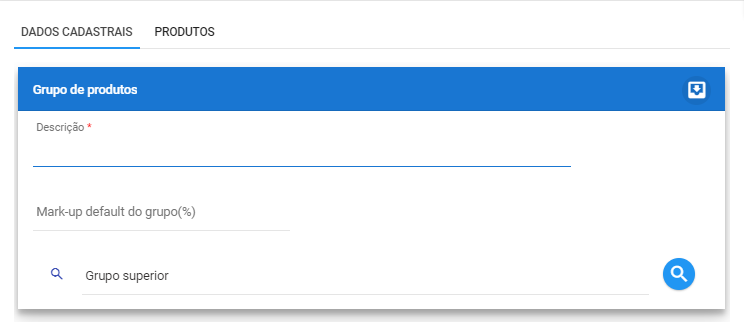 DADOS CADASTRAIS PRODUTOS
Grupo de produtos
Descrição *
Mark-up default do grupo(%)
Grupo superior